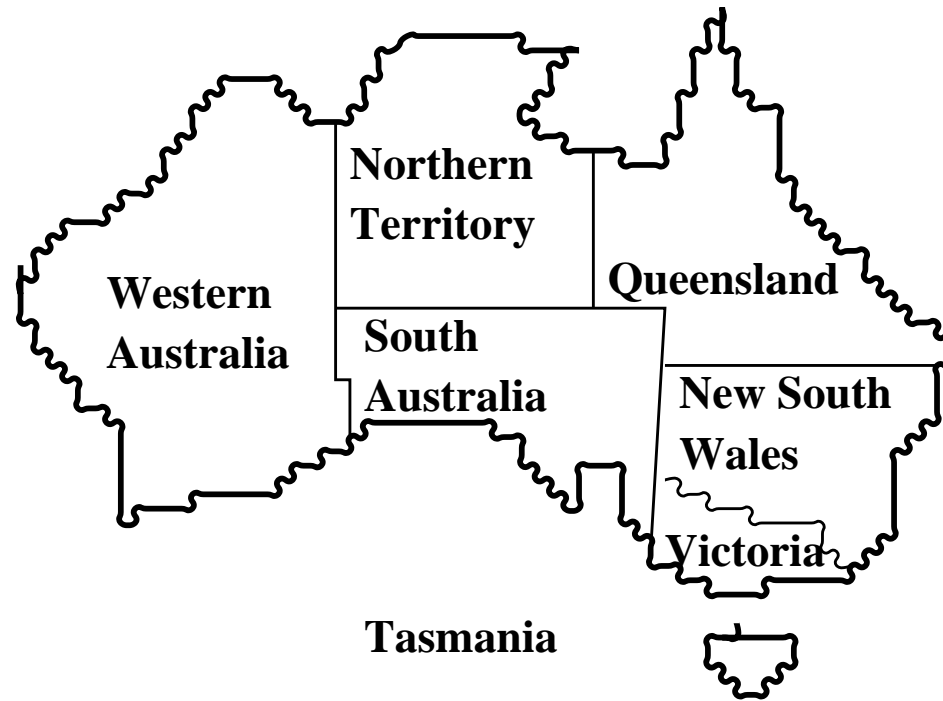 Northern
Territory
Western
Australia
Queensland
South
Australia
New South
Wales
Victoria
Tasmania